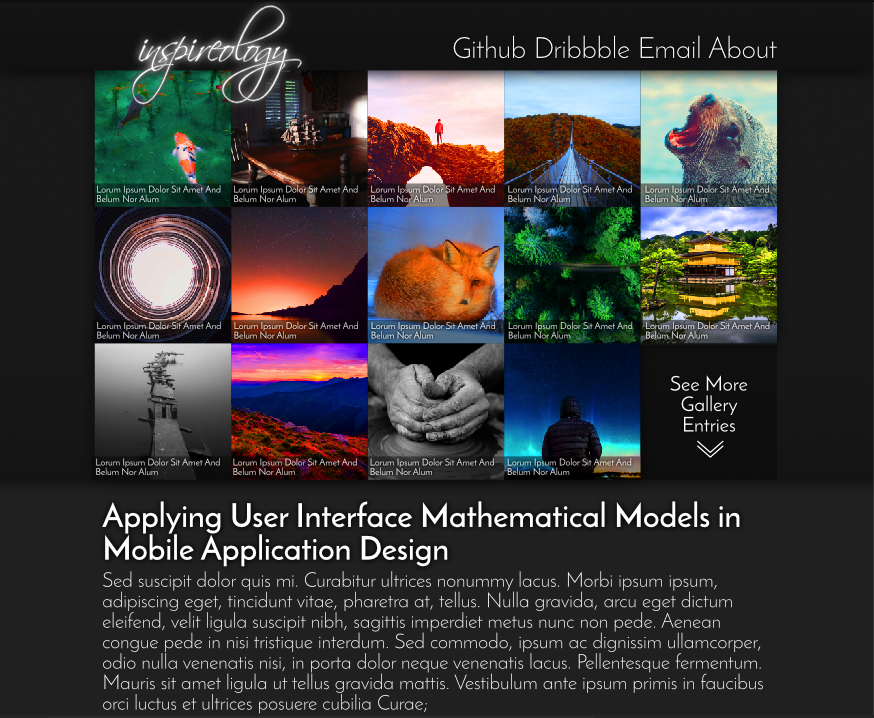 inspireology
Github Dribbble Email About
Lorum Ipsum Dolor Sit Amet And
Belum Nor Alum
Lorum Ipsum Dolor Sit Amet And
Belum Nor Alum
Lorum Ipsum Dolor Sit Amet And
Belum Nor Alum
Lorum Ipsum Dolor Sit Amet And
Belum Nor Alum
Lorum Ipsum Dolor Sit Amet And
Belum Nor Alum
Lorum Ipsum Dolor Sit Amet And
Belum Nor Alum
Lorum Ipsum Dolor Sit Amet And
Belum Nor Alum
Lorum Ipsum Dolor Sit Amet And
Belum Nor Alum
Lorum Ipsum Dolor Sit Amet And
Belum Nor Alum
Lorum Ipsum Dolor Sit Amet And
Belum Nor Alum
Lorum Ipsum Dolor Sit Amet And
Belum Nor Alum
Lorum Ipsum Dolor Sit Amet And
Belum Nor Alum
Lorum Ipsum Dolor Sit Amet And
Belum Nor Alum
Lorum Ipsum Dolor Sit Amet And
Belum Nor Alum
See More
Gallery
Entries
Applying User Interface Mathematical Models in
Mobile Application Design
Sed suscipit dolor quis mi. Curabitur ultrices nonummy lacus. Morbi ipsum ipsum,
adipiscing eget, tincidunt vitae, pharetra at, tellus. Nulla gravida, arcu eget dictum
eleifend, velit ligula suscipit nibh, sagittis imperdiet metus nunc non pede. Aenean
congue pede in nisi tristique interdum. Sed commodo, ipsum ac dignissim ullamcorper,
odio nulla venenatis nisi, in porta dolor neque venenatis lacus. Pellentesque fermentum.
Mauris sit amet ligula ut tellus gravida mattis. Vestibulum ante ipsum primis in faucibus
orci luctus et ultrices posuere cubilia Curae;